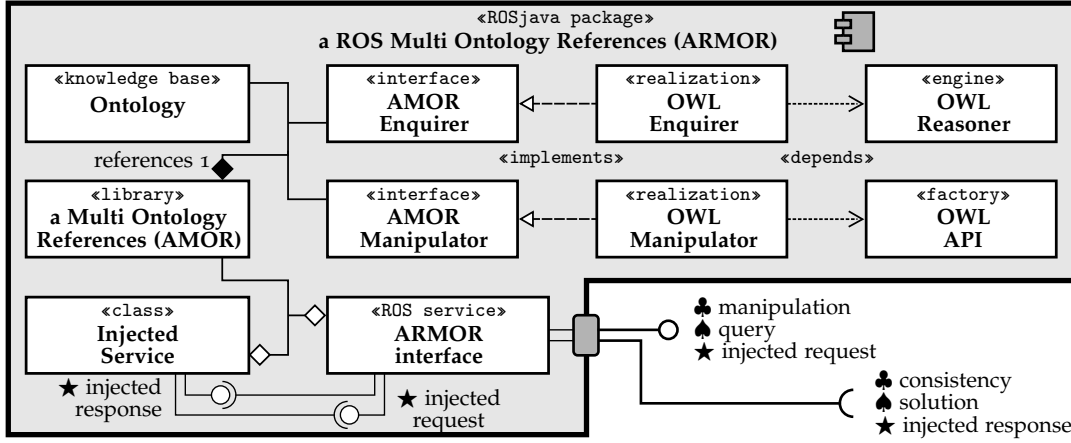 «ROSjava package»
a ROS Multi Ontology References (ARMOR)
«knowledge base»
Ontology
«interface»
AMOR
Enquirer
«realization»
OWL
Enquirer
«engine»
OWL
Reasoner
references 1
«implements»
«depends»
«library»
a Multi Ontology
References (AMOR)
«interface»
AMOR
Manipulator
«realization»
OWL
Manipulator
«factory»
OWL
API
«class»
Injected
Service
«ROS service»
ARMOR
interface
♣ manipulation
♠ query
★ injected request
★ injected
response
★ injected
request
♣ consistency
♠ solution
★ injected response